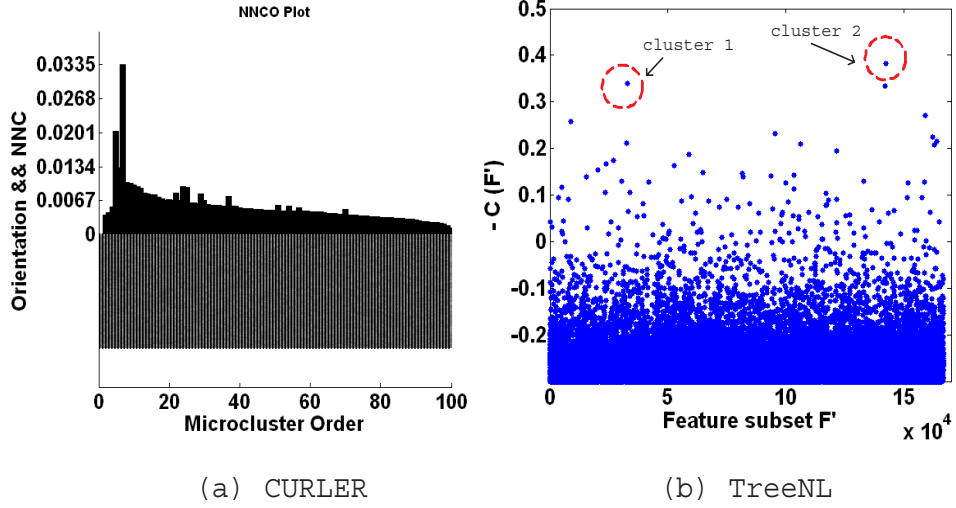 NNCO Plot
Orientation && NNC
0.0335
0.0268
0.0201
0.0134
0.0067
0
0 20 40 60 80 100
Microcluster Order
(a) CURLER
0.5
0.4
0.3
0.2
0.1
0
-0.1
-0.2
- C (F')
cluster 1
cluster 2
0 5 10 15
x 10^4
Feature subset F'
(b) TreeNL